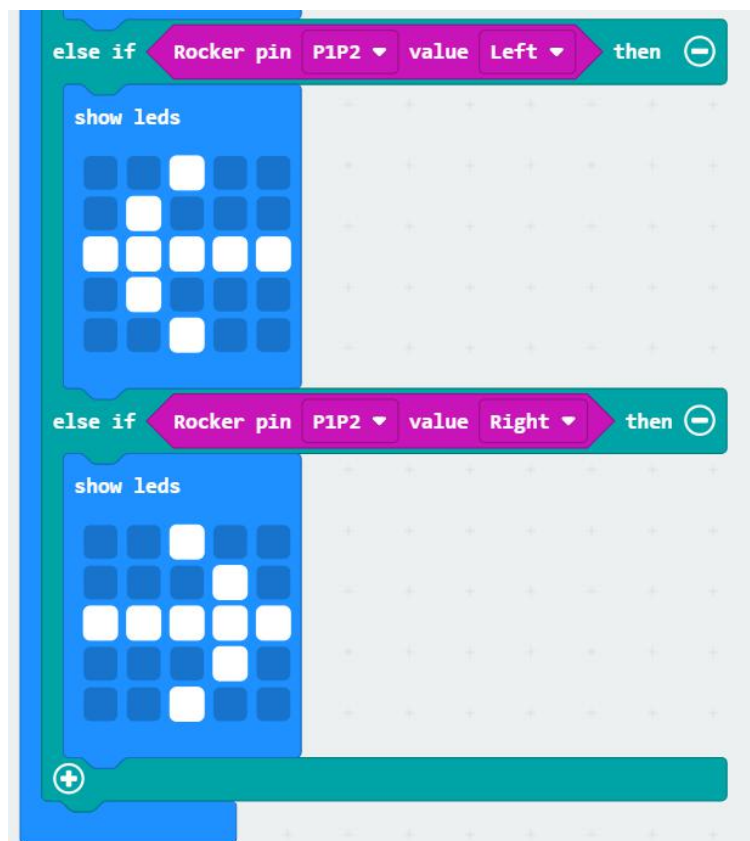 else if Rocker pin P1P2 value Left then
show leds
else if Rocker pin P1P2 value Right then
show leds